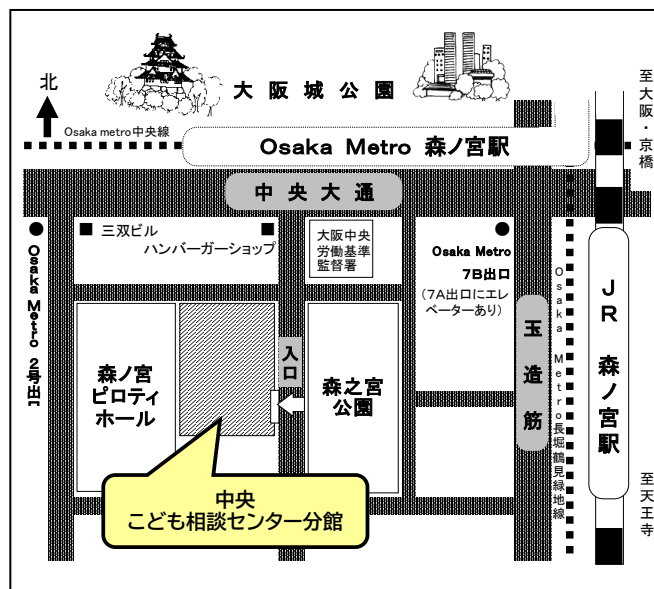 北
大阪城公園
至大阪・京橋
Osaka metro中央線
Osaka Metro 森ノ宮駅
中央大通
三双ビル
ハンバーガーショップ
大阪中央
労働基準
監督署
Osaka Metro
7B出口
(7A出口にエレ
ベーターあり)
Osaka Metro 2号出口
入口
玉造筋
Osaka Metro長堀鶴見緑地線
JR 森ノ宮駅
森ノ宮
ピロティ
ホール
森之宮
公園
中央
こども相談センター分館
至天王寺